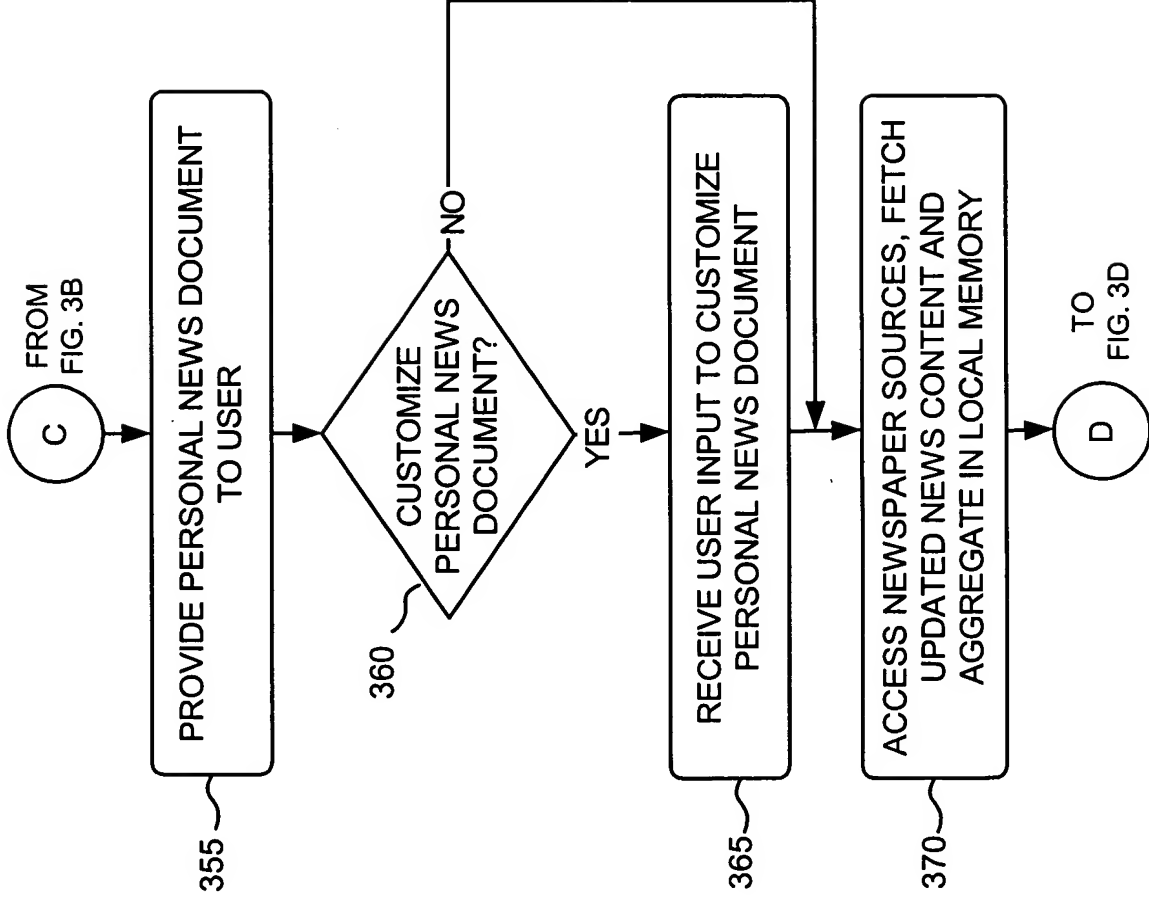 FROM
FIG. 3B
C
PROVIDE PERSONAL NEWS DOCUMENT
TO USER
355
CUSTOMIZE
PERSONAL NEWS
DOCUMENT?
NO
360
YES
RECEIVE USER INPUT TO CUSTOMIZE
PERSONAL NEWS DOCUMENT
365
ACCESS NEWSPAPER SOURCES, FETCH
UPDATED NEWS CONTENT AND
AGGREGATE IN LOCAL MEMORY
370
D
TO
FIG. 3D